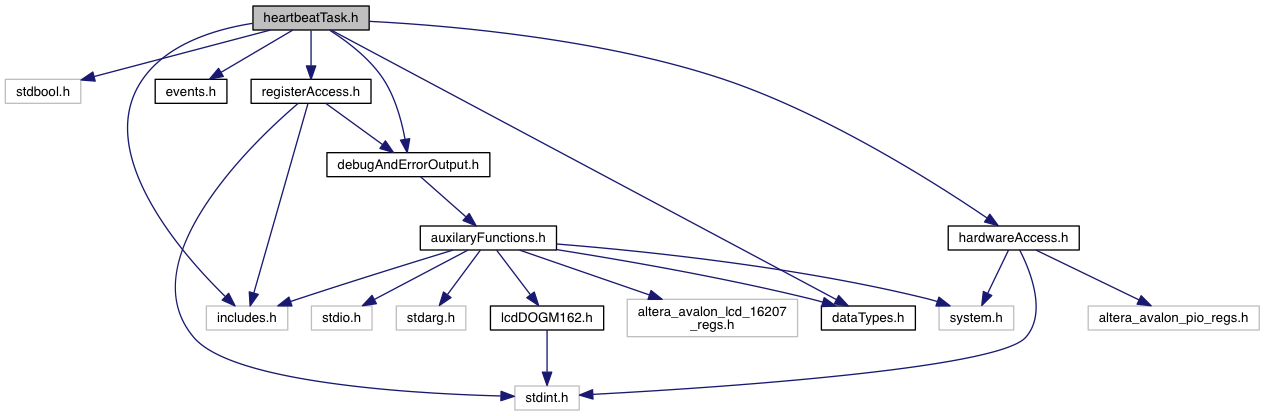 heartbeatTask.h
stdbool.h
events.h
registerAccess.h
debugAndErrorOutput.h
auxilaryFunctions.h
hardwareAccess.h
includes.h
stdio.h
stdarg.h
lcdDOGM162.h
altera_avalon_lcd_16207
_regs.h
dataTypes.h
system.h
altera_avalon_pio_regs.h
stdint.h